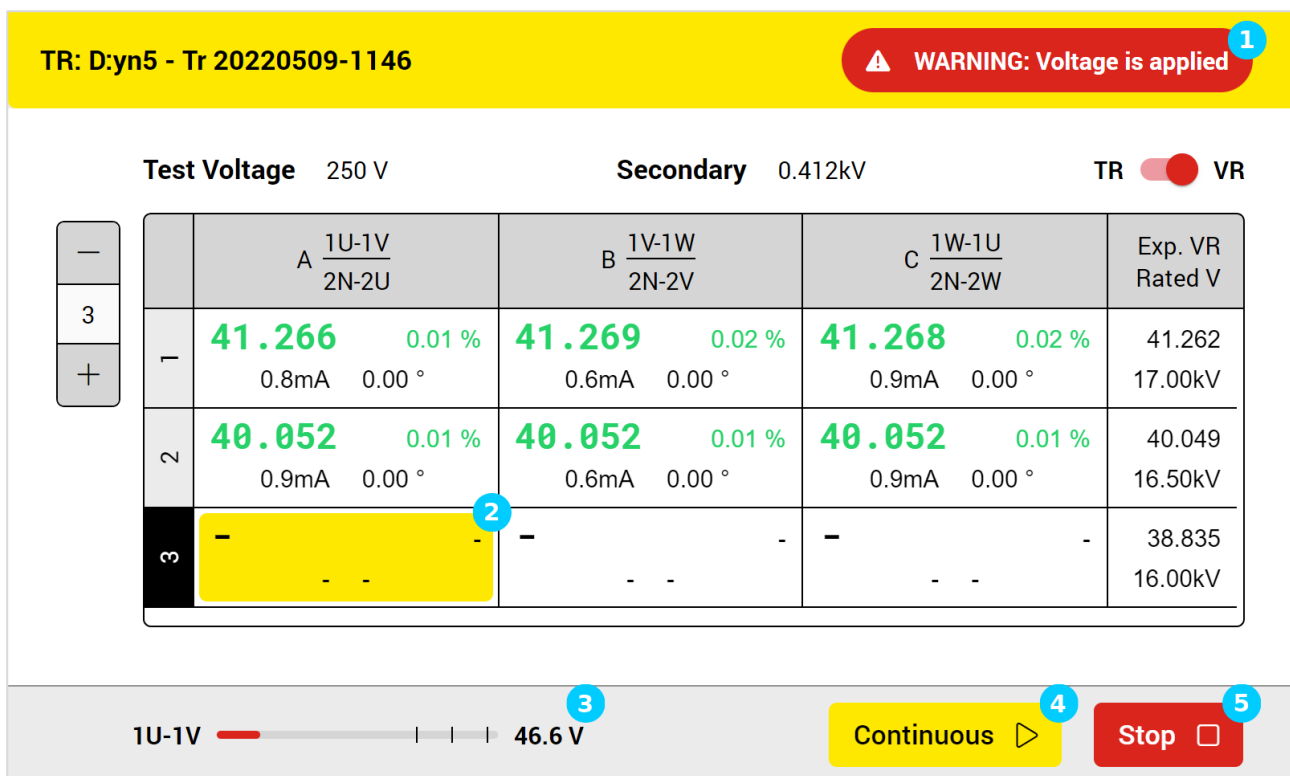 TR: D:yn5 - Tr 20220509-1146
WARNING: Voltage is applied
1
Test Voltage 250 V
Secondary 0.412kV
TR VR
A 1U-1V
2N-2U
B 1V-1W
2N-2V
C 1W-1U
2N-2W
Exp. VR
Rated V
−
3
+
1
41.266 0.01 %
0.8mA 0.00 °
41.269 0.02 %
0.6mA 0.00 °
41.268 0.02 %
0.9mA 0.00 °
41.262
17.00kV
2
40.052 0.01 %
0.9mA 0.00 °
40.052 0.01 %
0.6mA 0.00 °
40.052 0.01 %
0.9mA 0.00 °
40.049
16.50kV
3
2
- -
- -
- -
- -
- -
- -
38.835
16.00kV
1U-1V 46.6 V
3
Continuous
4
Stop
5